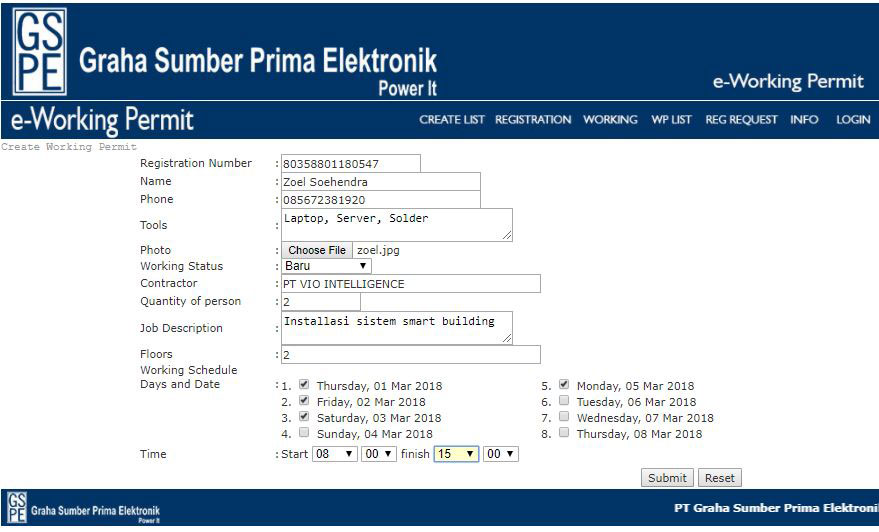 GS
PE
Graha Sumber Prima Elektronik
Power It
e-Working Permit
e-Working Permit
CREATE LIST REGISTRATION WORKING WP LIST REG REQUEST INFO LOGIN
Create Working Permit
Registration Number : 80358801180547
Name : Zoel Soehendra
Phone : 085672381920
Tools : Laptop, Server, Solder
Photo : Choose File zoel.jpg
Working Status : Baru
Contractor : PT VIO INTELLIGENCE
Quantity of person : 2
Job Description : Installasi sistem smart building
Floors : 2
Working Schedule
Days and Date : 1. Thursday, 01 Mar 2018 5. Monday, 05 Mar 2018
2. Friday, 02 Mar 2018 6. Tuesday, 06 Mar 2018
3. Saturday, 03 Mar 2018 7. Wednesday, 07 Mar 2018
4. Sunday, 04 Mar 2018 8. Thursday, 08 Mar 2018
Time : Start 08 00 finish 15 00
Submit Reset
GS
PE
Graha Sumber Prima Elektronik
Power It
PT Graha Sumber Prima Elektroni